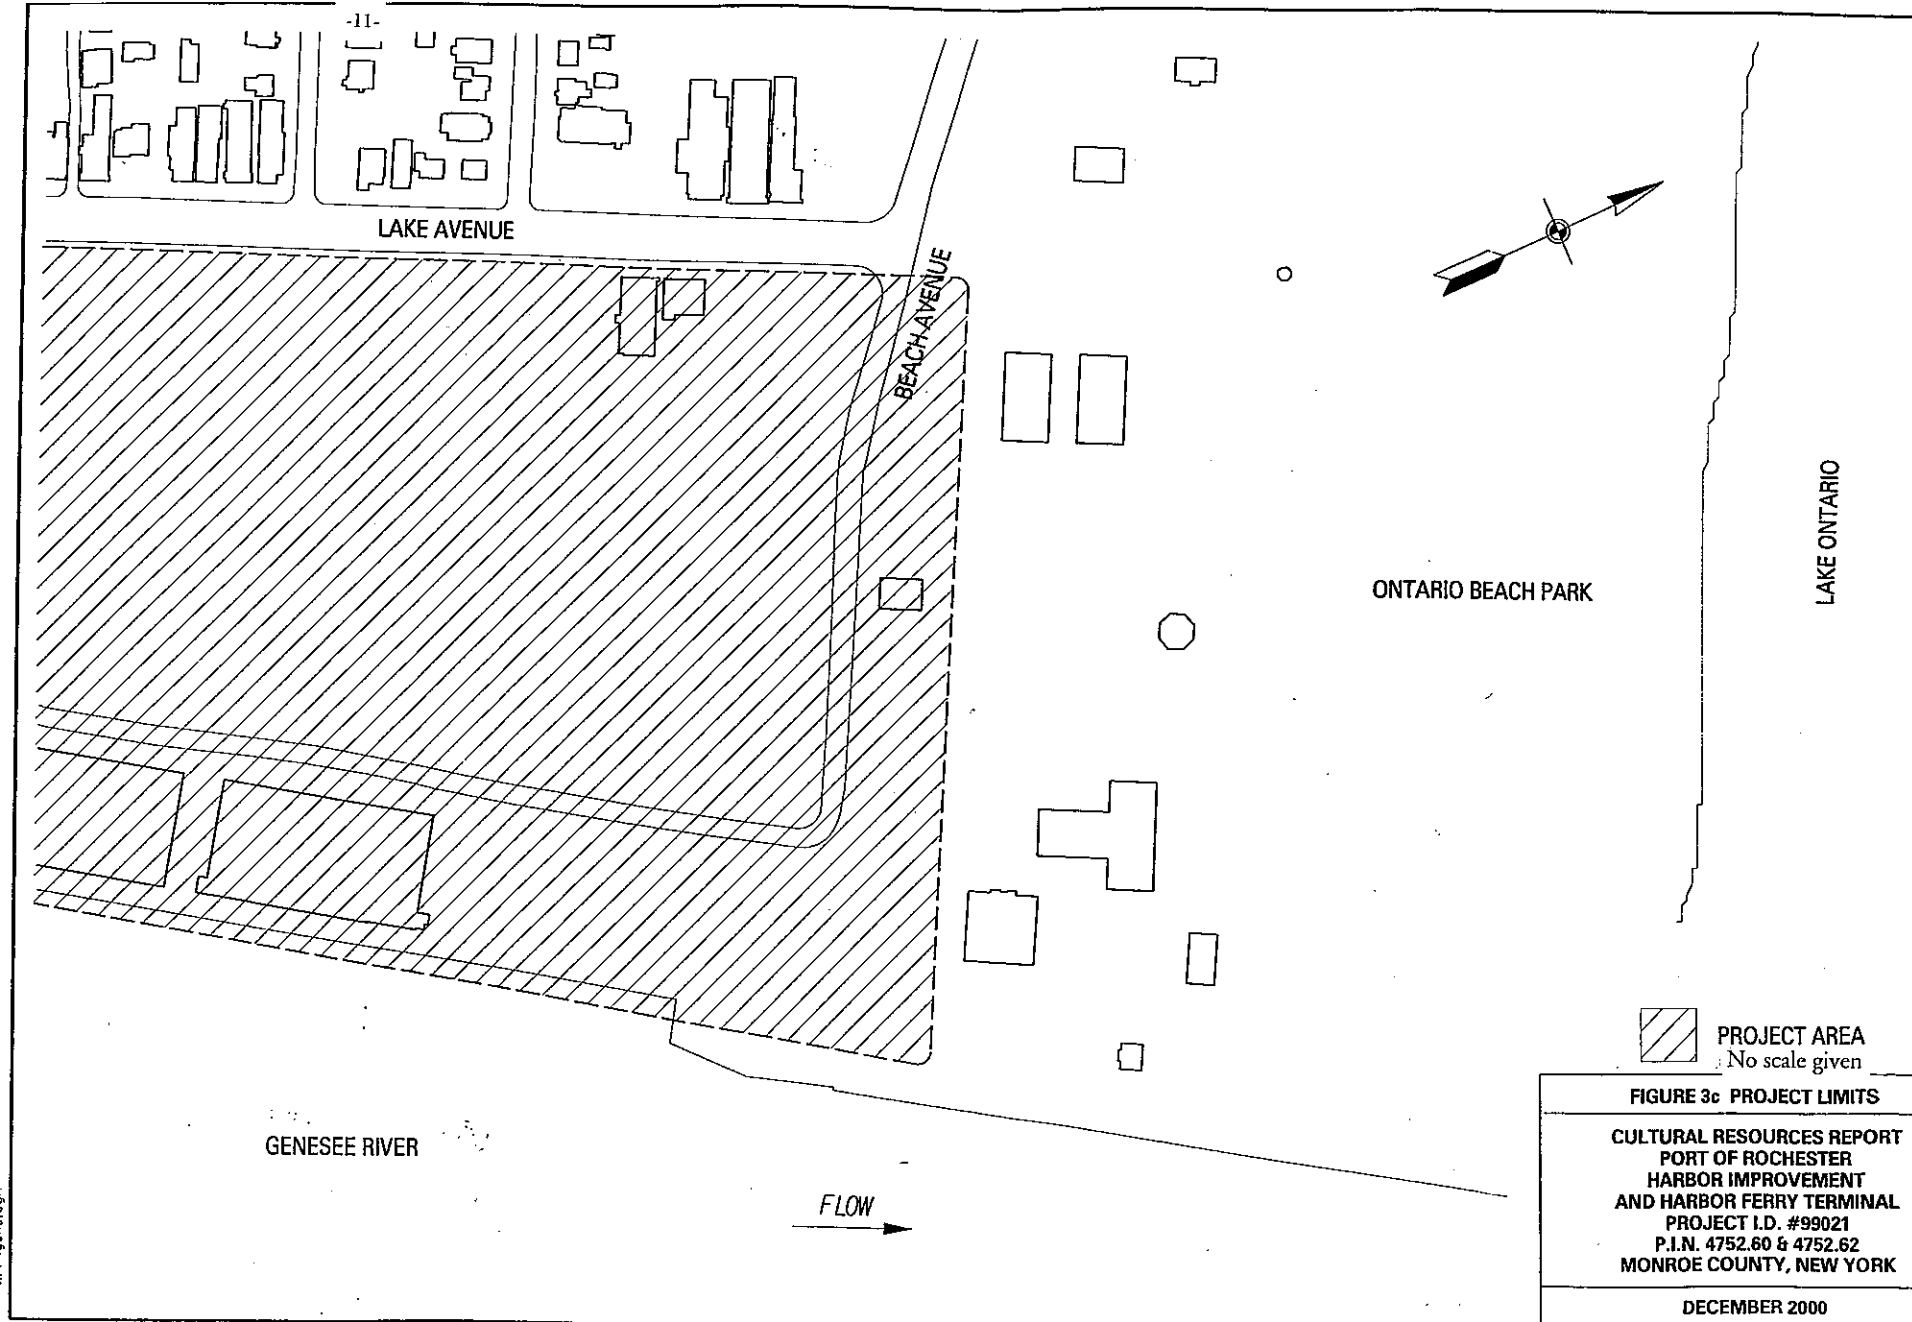 -11-
LAKE AVENUE
BEACH AVENUE
ONTARIO BEACH PARK
LAKE ONTARIO
GENESEE RIVER
FLOW
PROJECT AREA
No scale given
FIGURE 3c PROJECT LIMITS
CULTURAL RESOURCES REPORT
PORT OF ROCHESTER
HARBOR IMPROVEMENT
AND HARBOR FERRY TERMINAL
PROJECT I.D. #99021
P.I.N. 4752.60 & 4752.62
MONROE COUNTY, NEW YORK
DECEMBER 2000